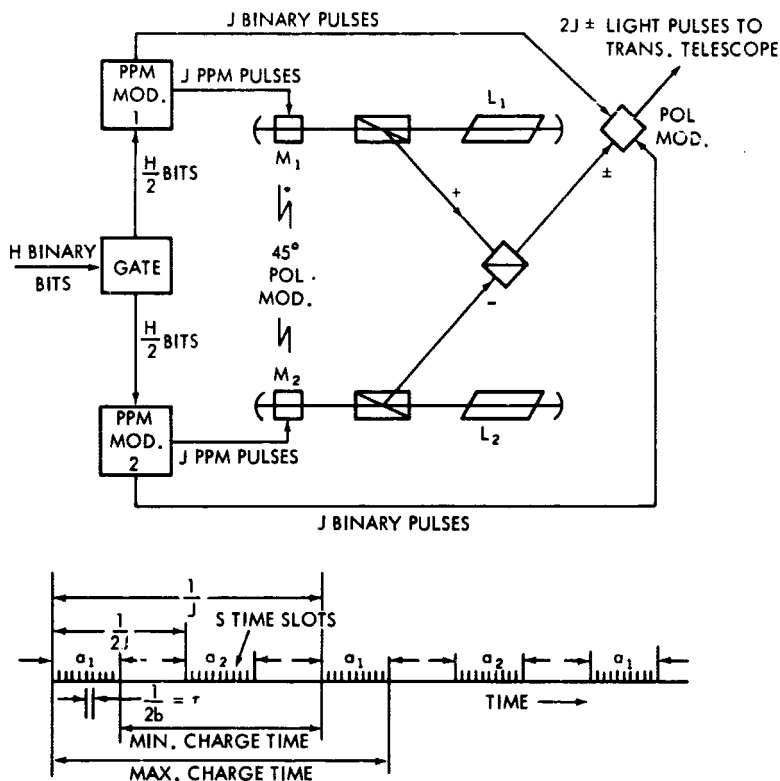 J BINARY PULSES
2J ± LIGHT PULSES TO
TRANS. TELESCOPE
PPM
MOD.
1
J PPM PULSES
L1
POL
MOD.
M1
+
±
H/2 BITS
H BINARY
BITS
GATE
45°
POL.
MOD.
-
H/2 BITS
M2
PPM
MOD.
2
J PPM PULSES
L2
J BINARY PULSES
1/J
1/2J
S TIME SLOTS
a1
a2
a1
a2
a1
1/2b = τ
TIME
MIN. CHARGE TIME
MAX. CHARGE TIME